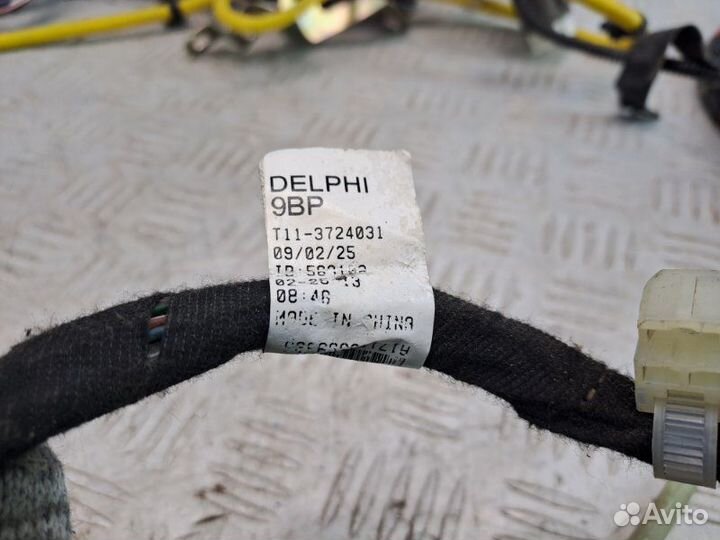 DELPHI
9BP
T11-3724031
09/02/25
08:46
MADE IN CHINA
Avito